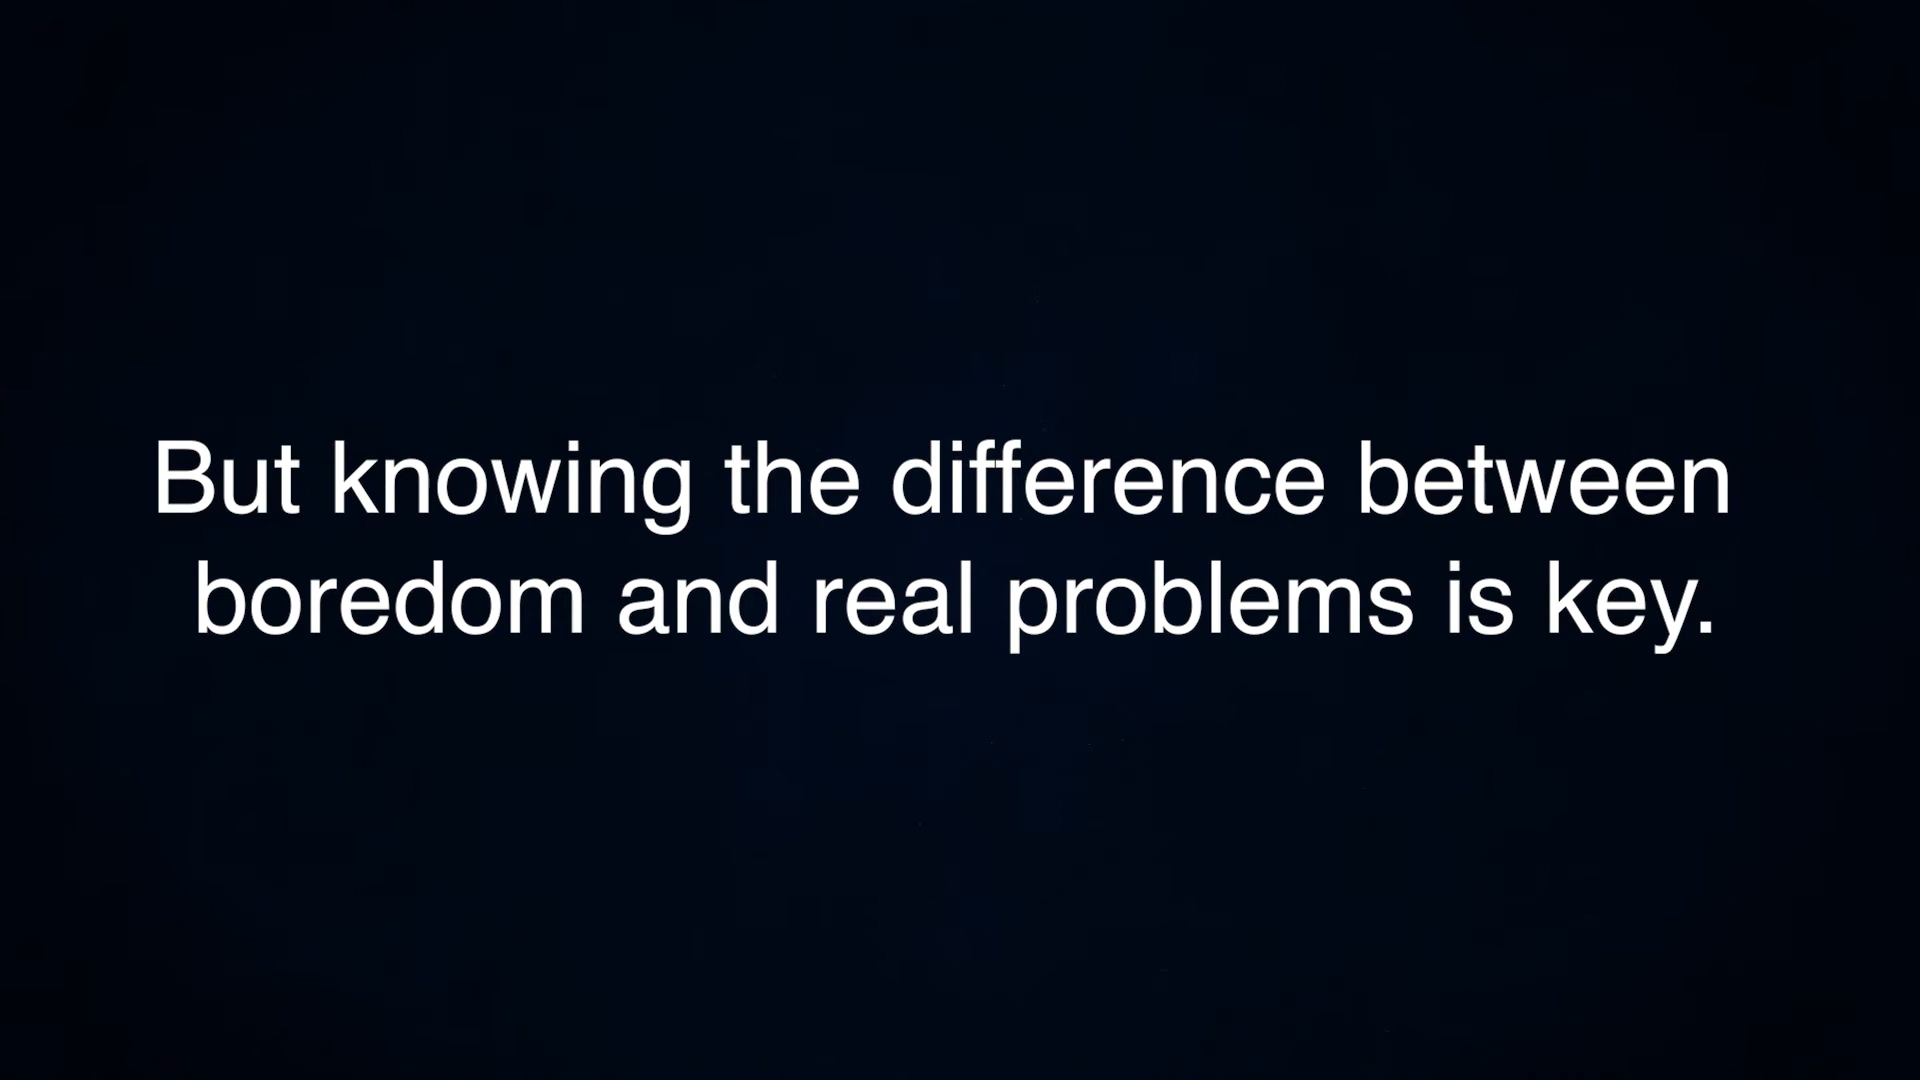 But knowing the difference between
boredom and real problems is key.